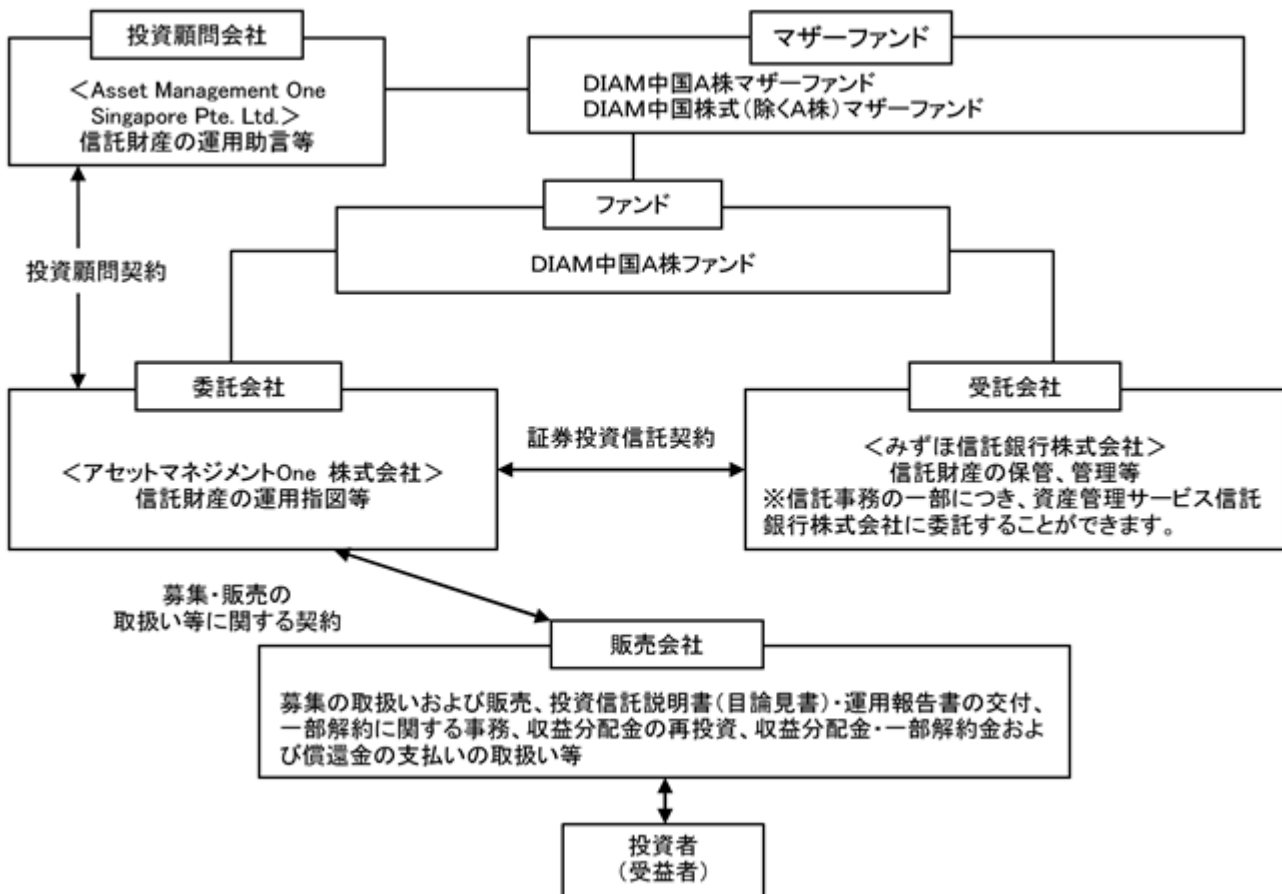 投資顧問会社
＜Asset Management One
Singapore Pte. Ltd.＞
信託財産の運用助言等
マザーファンド
DIAM中国A株マザーファンド
DIAM中国株式（除くA株）マザーファンド
ファンド
DIAM中国A株ファンド
投資顧問契約
委託会社
＜アセットマネジメントOne 株式会社＞
信託財産の運用指図等
証券投資信託契約
受託会社
＜みずほ信託銀行株式会社＞
信託財産の保管、管理等
※信託事務の一部につき、資産管理サービス信託
銀行株式会社に委託することができます。
募集・販売の
取扱い等に関する契約
販売会社
募集の取扱いおよび販売、投資信託説明書（目論見書）・運用報告書の交付、
一部解約に関する事務、収益分配金の再投資、収益分配金・一部解約金およ
び償還金の支払いの取扱い等
投資者
（受益者）